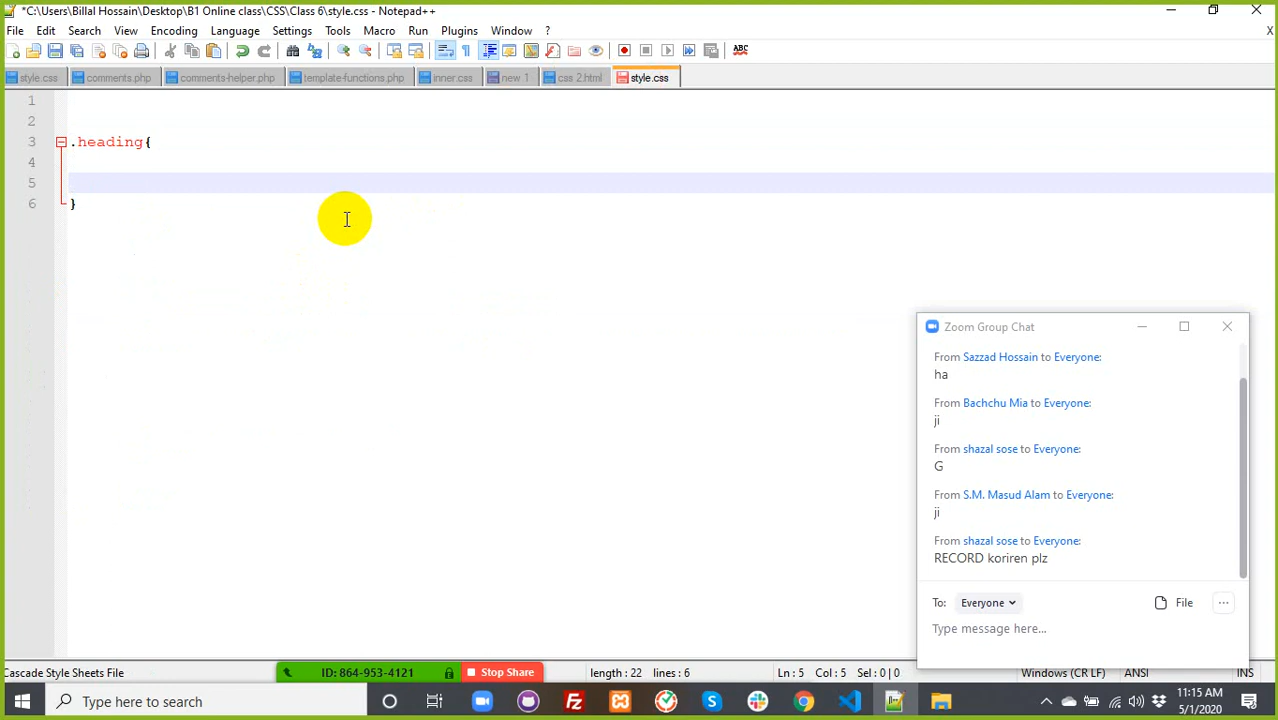 *C:\Users\Billal Hossain\Desktop\B1 Online class\CSS\Class 6\style.css - Notepad++
File Edit Search View Encoding Language Settings Tools Macro Run Plugins Window ? X
style.css comments.php comments-helper.php template-functions.php inner.css new 1 css 2.html style.css
1
2
3 .heading{
4
5
6 }
Zoom Group Chat
From Sazzad Hossain to Everyone:
ha
From Bachchu Mia to Everyone:
ji
From shazal sose to Everyone:
G
From S.M. Masud Alam to Everyone:
ji
From shazal sose to Everyone:
RECORD koriren plz
To: Everyone File
Type message here...
Cascade Style Sheets File ID: 864-953-4121 Stop Share length : 22 lines : 6 Ln : 5 Col : 5 Sel : 0 | 0 Windows (CR LF) ANSI INS
Type here to search 11:15 AM
5/1/2020